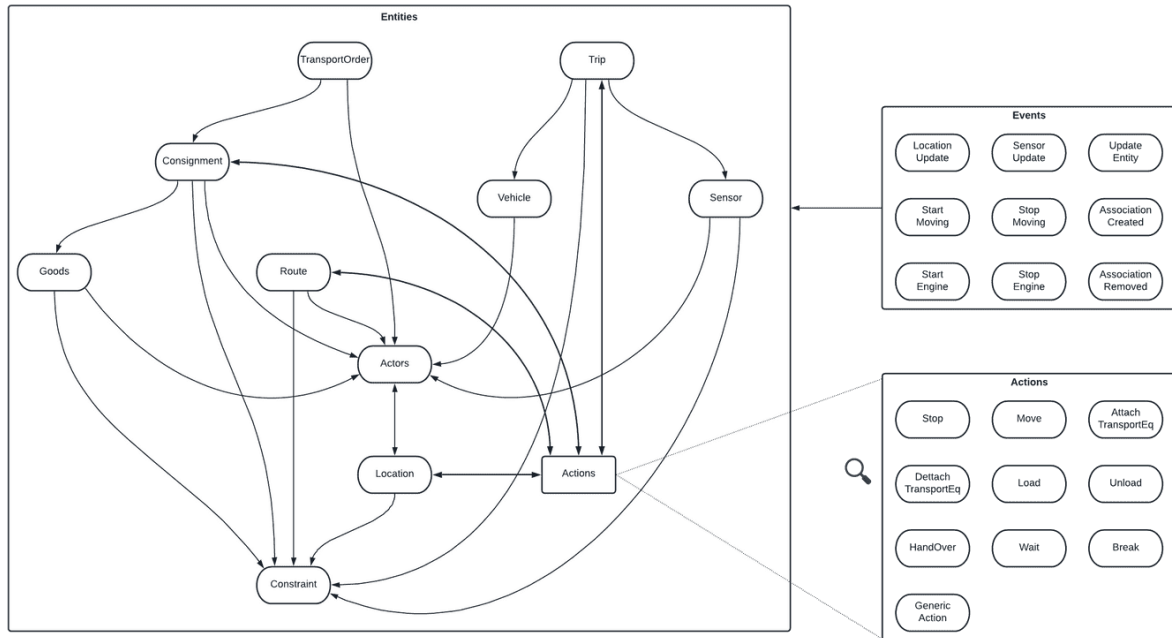 Entities
TransportOrder
Trip
Consignment
Vehicle
Sensor
Goods
Route
Actors
Location
Actions
Constraint
Events
Location
Update
Sensor
Update
Update
Entity
Start
Moving
Stop
Moving
Association
Created
Start
Engine
Stop
Engine
Association
Removed
Actions
Stop
Move
Attach
TransportEq
Dettach
TransportEq
Load
Unload
HandOver
Wait
Break
Generic
Action